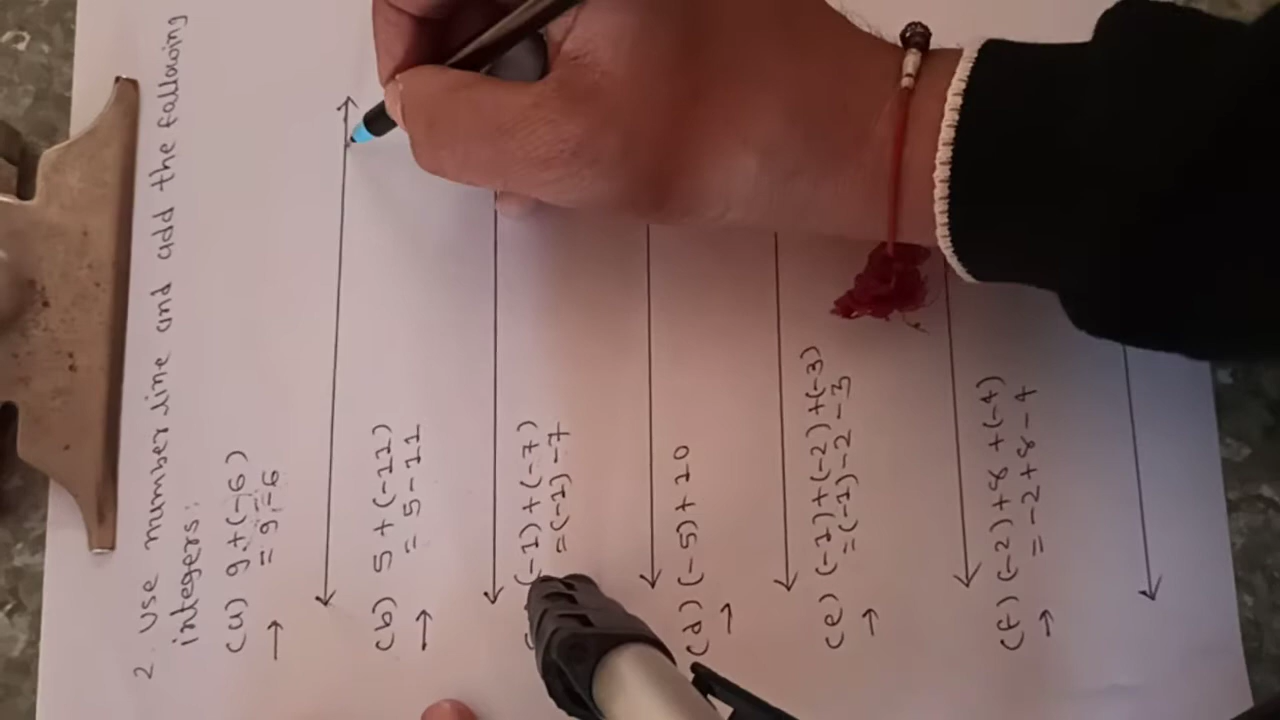 2. Use number line and add the following
integers:
(a) 9+(-6)
→ = 9-6
(b) 5+(-11)
→ = 5-11
(-1)+(-7)
=(-1)-7
(d) (-5)+10
→
(e) (-1)+(-2)+(-3)
→ =(-1)-2-3
(f) (-2)+8+(-4)
→ =-2+8-4